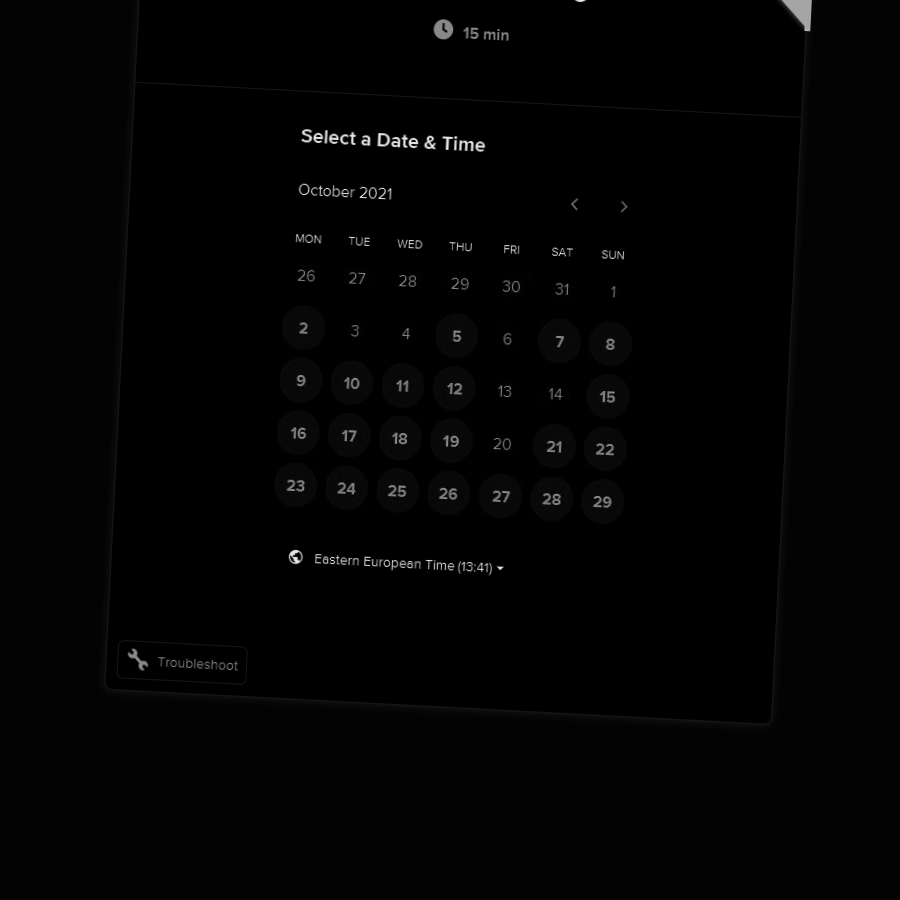 15 min
Select a Date & Time
October 2021
MON TUE WED THU FRI SAT SUN
26 27 28 29 30 31 1
2 3 4 5 6 7 8
9 10 11 12 13 14 15
16 17 18 19 20 21 22
23 24 25 26 27 28 29
Eastern European Time (13:41)
Troubleshoot